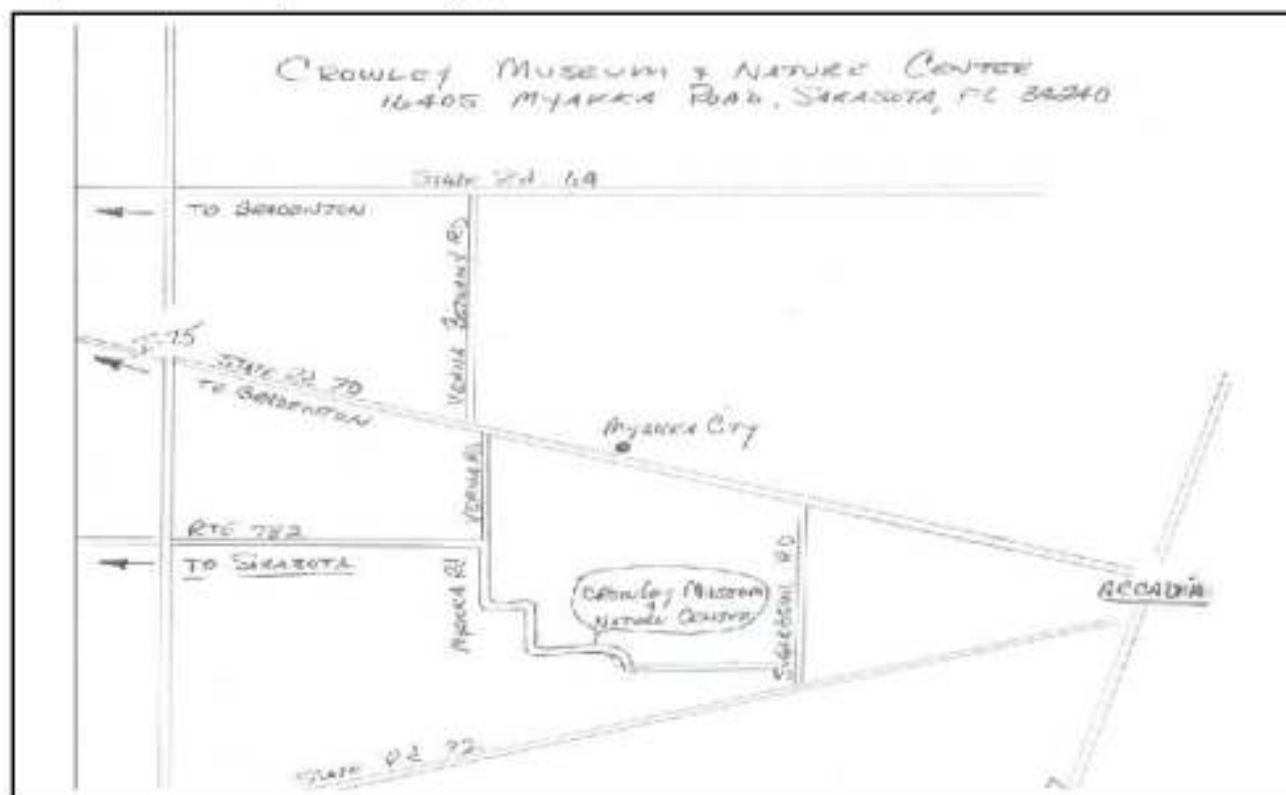 CROWLEY MUSEUM & NATURE CENTER
16405 MYAKKA ROAD, SARASOTA, FL 34240
STATE Rd 64
TO BRADENTON
VERNA BETHANY RD
I-75
STATE Rd 70
TO BRADENTON
MYAKKA CITY
VERNA Rd
RTE 782
TO SARASOTA
MYAKKA Rd
CROWLEY MUSEUM
&
NATURE CENTER
RD
ARCADIA
STATE Rd 72